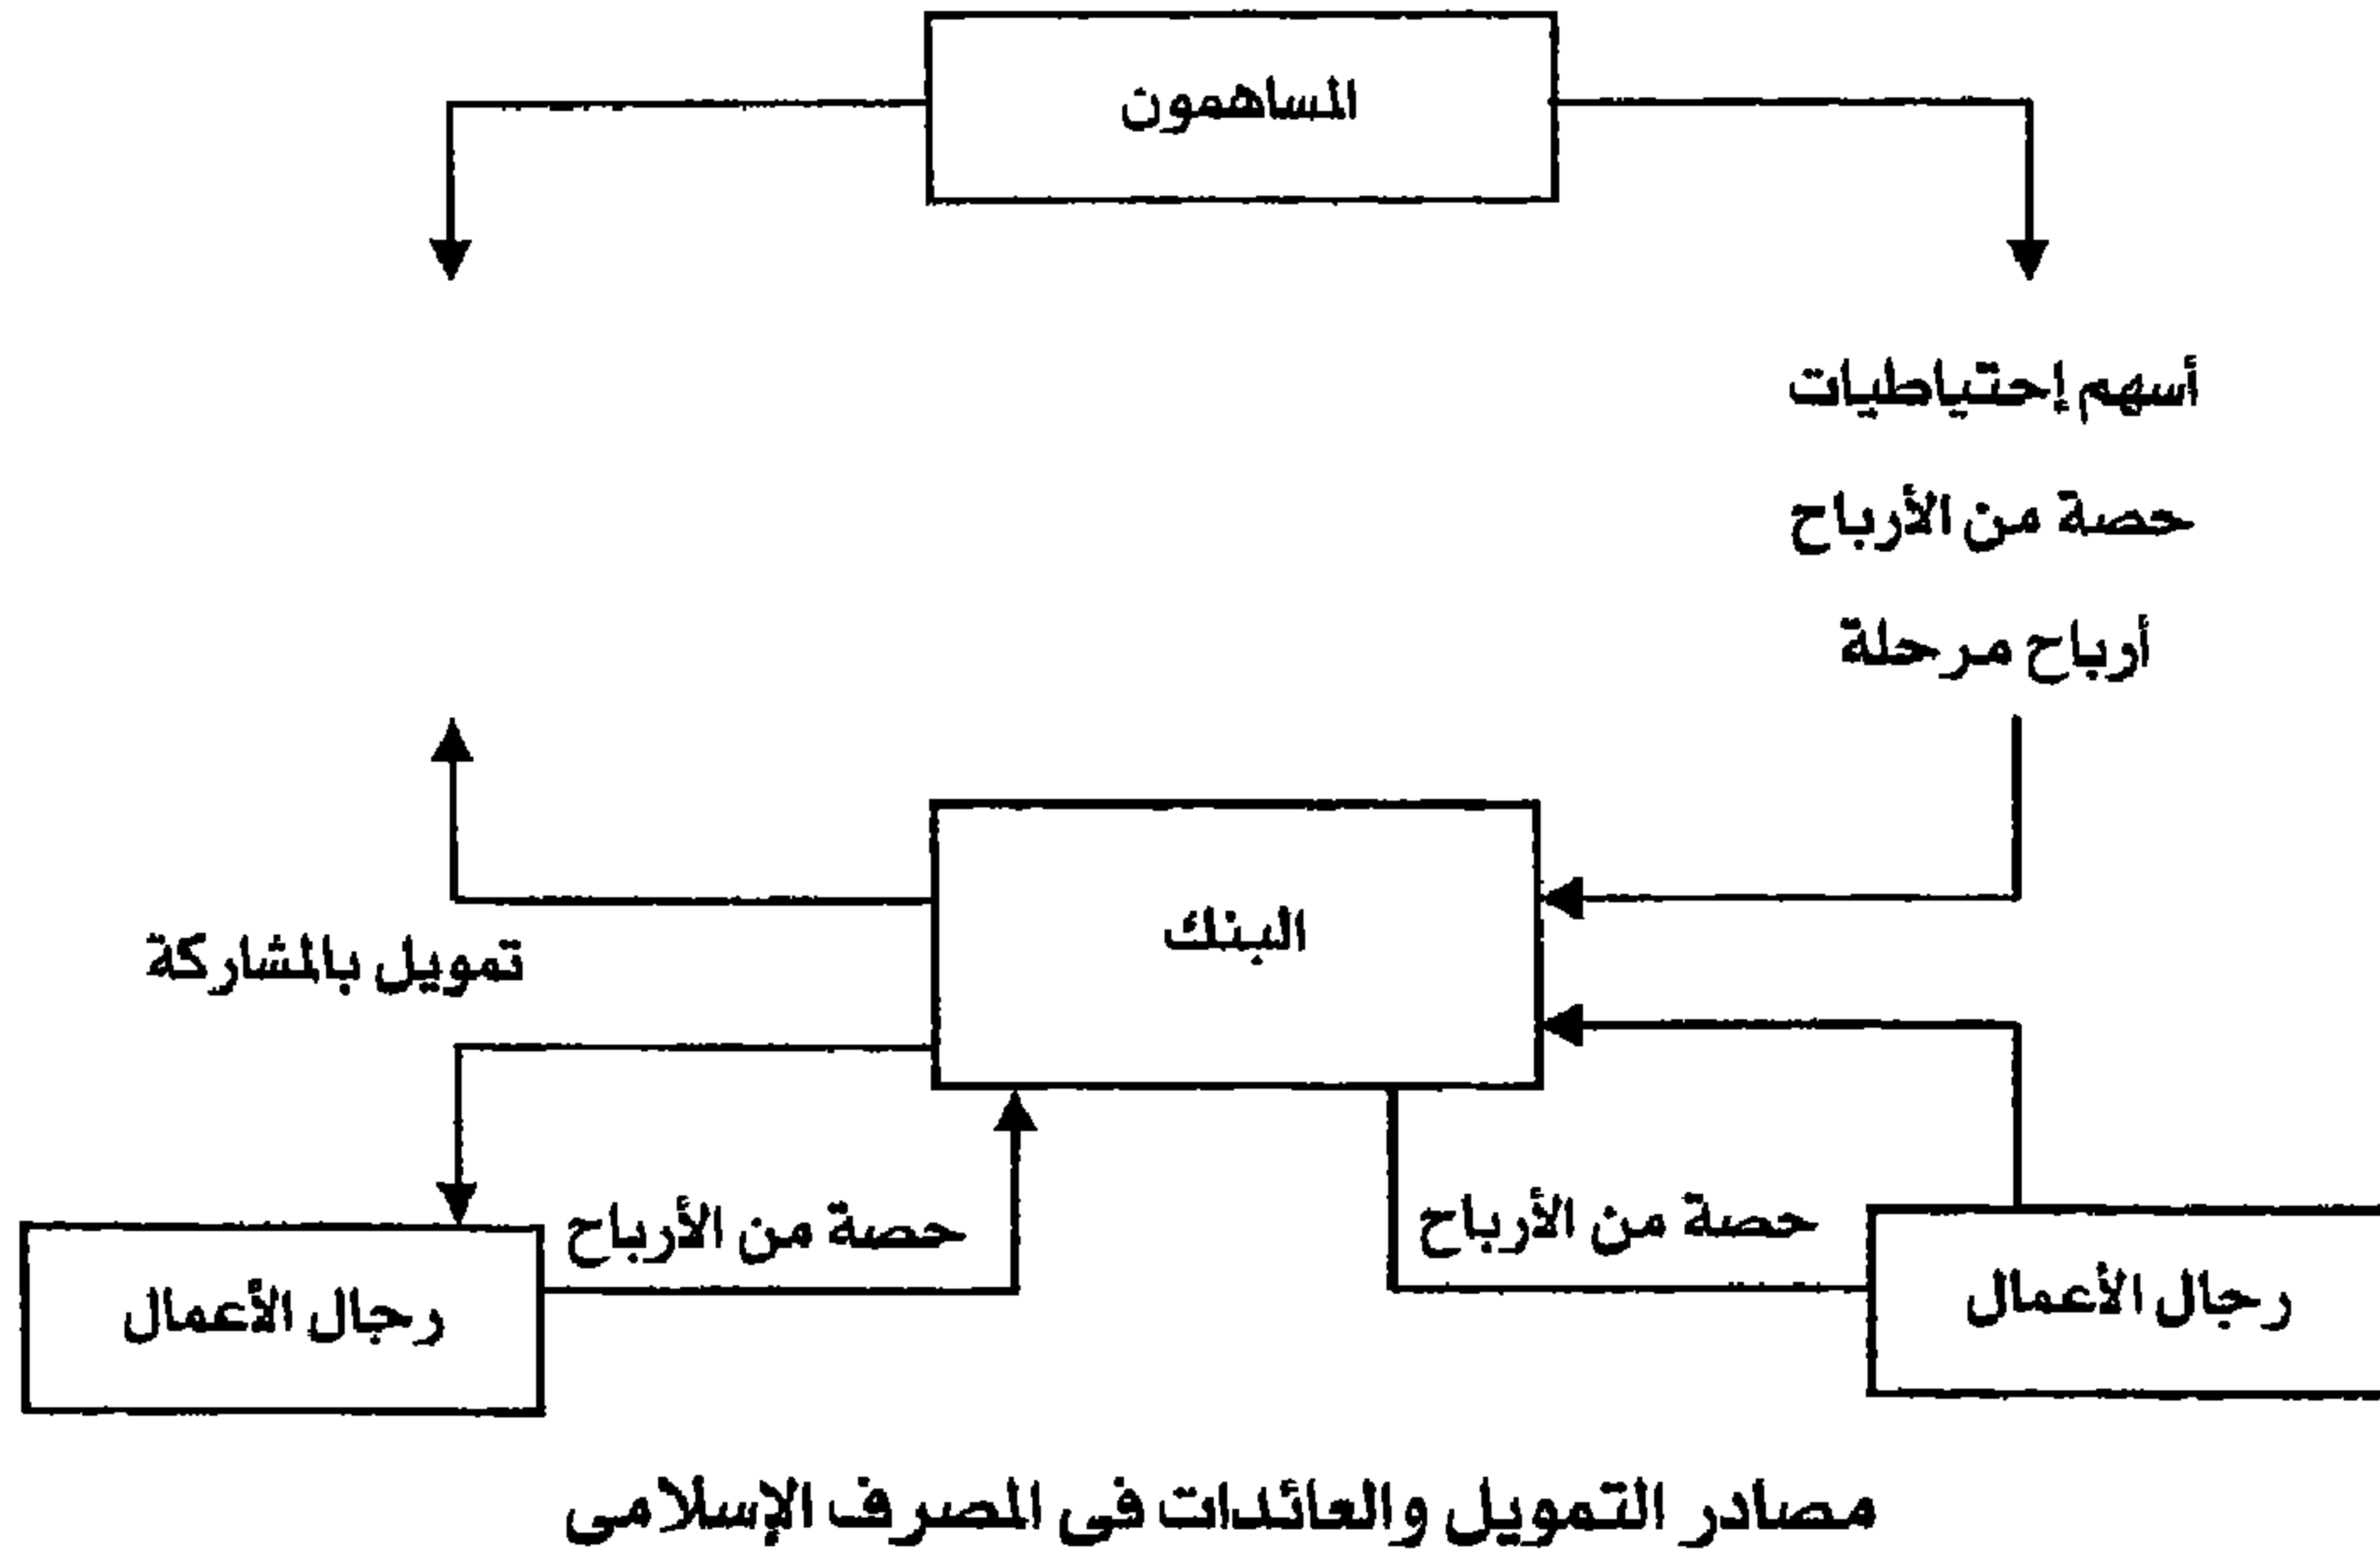 المساهمون
أسهم إحتياطيات
حصة من الأرباح
أوباح مرحلة
البنك
تمويل بالمشاركة
حصة من الأرباح
حصة من الأرباح
رجال الأعمال
رجال الأعمال
مصادر التمويل والعائدات فى المصرف الإسلامى